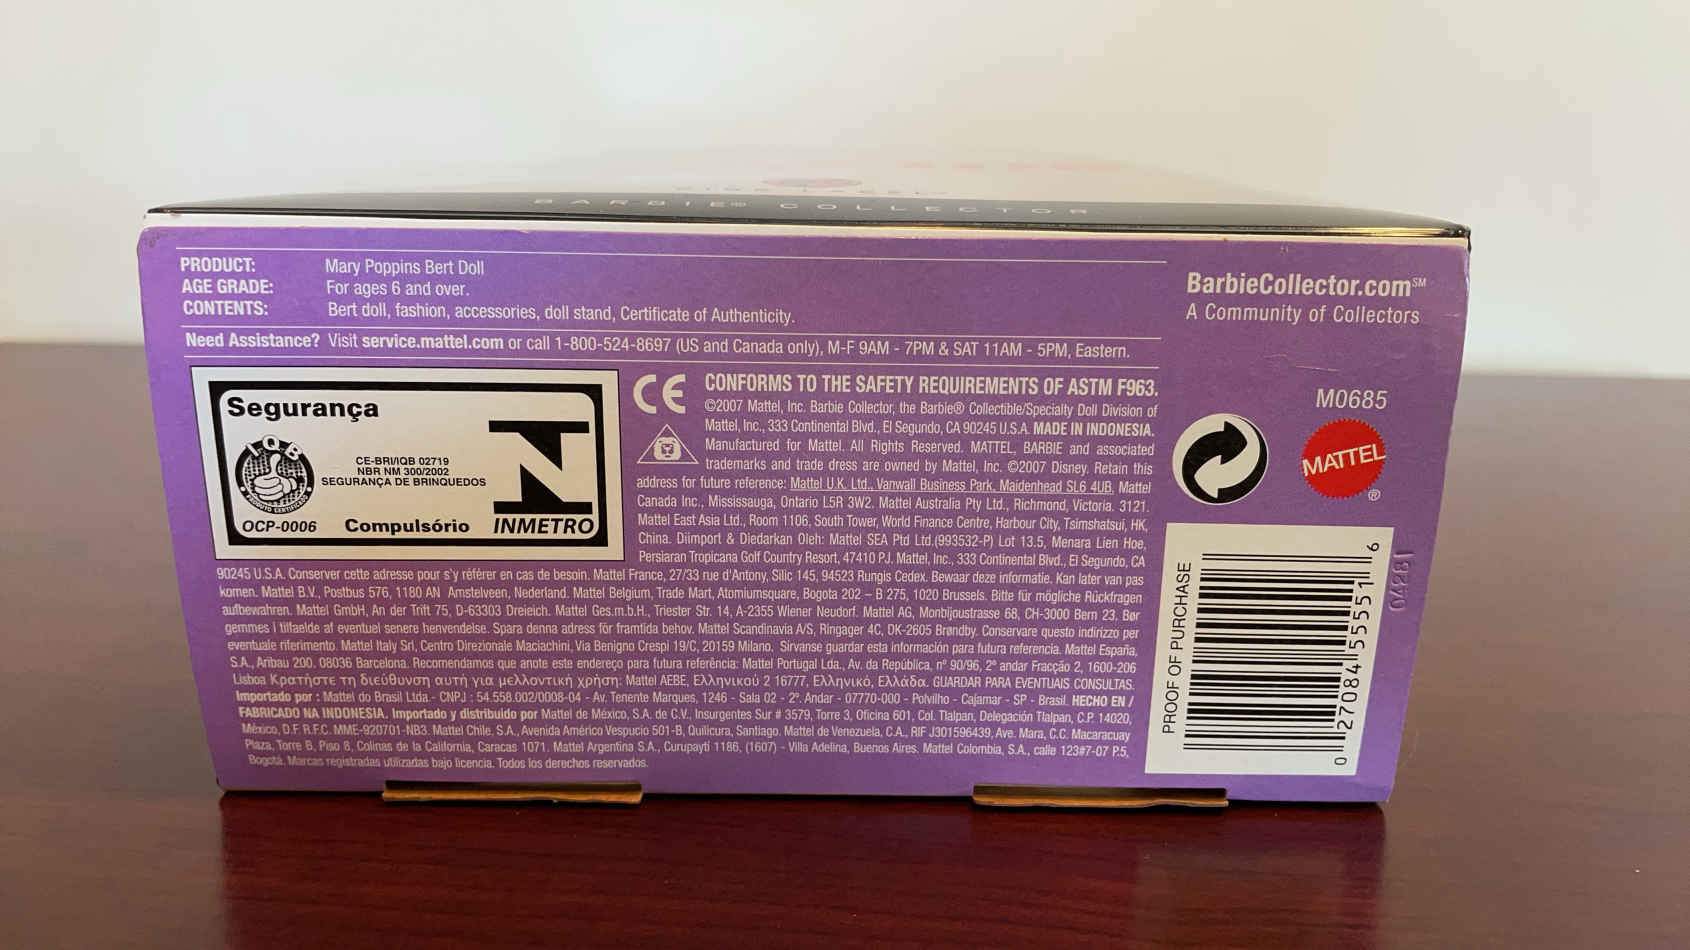 PINK LABEL™
BARBIE® COLLECTOR
PRODUCT: Mary Poppins Bert Doll
AGE GRADE: For ages 6 and over.
CONTENTS: Bert doll, fashion, accessories, doll stand, Certificate of Authenticity.
Need Assistance? Visit service.mattel.com or call 1-800-524-8697 (US and Canada only), M-F 9AM - 7PM & SAT 11AM - 5PM, Eastern.
BarbieCollector.com℠
A Community of Collectors
Segurança
IQB
PRODUTO CERTIFICADO
CE-BRI/IQB 02719
NBR NM 300/2002
SEGURANÇA DE BRINQUEDOS
OCP-0006 Compulsório INMETRO
CE
CONFORMS TO THE SAFETY REQUIREMENTS OF ASTM F963.
©2007 Mattel, Inc. Barbie Collector, the Barbie® Collectible/Specialty Doll Division of
Mattel, Inc., 333 Continental Blvd., El Segundo, CA 90245 U.S.A. MADE IN INDONESIA.
Manufactured for Mattel. All Rights Reserved. MATTEL, BARBIE and associated
trademarks and trade dress are owned by Mattel, Inc. ©2007 Disney. Retain this
address for future reference: Mattel U.K. Ltd., Vanwall Business Park, Maidenhead SL6 4UB. Mattel
Canada Inc., Mississauga, Ontario L5R 3W2. Mattel Australia Pty Ltd., Richmond, Victoria. 3121.
Mattel East Asia Ltd., Room 1106, South Tower, World Finance Centre, Harbour City, Tsimshatsui, HK,
China. Diimport & Diedarkan Oleh: Mattel SEA Ptd Ltd.(993532-P) Lot 13.5, Menara Lien Hoe,
Persiaran Tropicana Golf Country Resort, 47410 P.J. Mattel, Inc., 333 Continental Blvd., El Segundo, CA
90245 U.S.A. Conserver cette adresse pour s'y référer en cas de besoin. Mattel France, 27/33 rue d'Antony, Silic 145, 94523 Rungis Cedex. Bewaar deze informatie. Kan later van pas
komen. Mattel B.V., Postbus 576, 1180 AN Amstelveen, Nederland. Mattel Belgium, Trade Mart, Atomiumsquare, Bogota 202 – B 275, 1020 Brussels. Bitte für mögliche Rückfragen
aufbewahren. Mattel GmbH, An der Trift 75, D-63303 Dreieich. Mattel Ges.m.b.H., Triester Str. 14, A-2355 Wiener Neudorf. Mattel AG, Monbijoustrasse 68, CH-3000 Bern 23. Bør
gemmes i tilfælde af eventuel senere henvendelse. Spara denna adress för framtida behov. Mattel Scandinavia A/S, Ringager 4C, DK-2605 Brøndby. Conservare questo indirizzo per
eventuale riferimento. Mattel Italy Srl, Centro Direzionale Maciachini, Via Benigno Crespi 19/C, 20159 Milano. Sírvanse guardar esta información para futura referencia. Mattel España,
S.A., Aribau 200. 08036 Barcelona. Recomendamos que anote este endereço para futura referência: Mattel Portugal Lda., Av. da República, nº 90/96, 2º andar Fracção 2, 1600-206
Lisboa Κρατήστε τη διεύθυνση αυτή για μελλοντική χρήση: Mattel AEBE, Ελληνικού 2 16777, Ελληνικό, Ελλάδα. GUARDAR PARA EVENTUAIS CONSULTAS.
Importado por : Mattel do Brasil Ltda.- CNPJ : 54.558.002/0008-04 - Av. Tenente Marques, 1246 - Sala 02 - 2º. Andar - 07770-000 - Polvilho - Cajamar - SP - Brasil. HECHO EN /
FABRICADO NA INDONESIA. Importado y distribuido por Mattel de México, S.A. de C.V., Insurgentes Sur # 3579, Torre 3, Oficina 601, Col. Tlalpan, Delegación Tlalpan, C.P. 14020,
México, D.F. R.F.C. MME-920701-NB3. Mattel Chile, S.A., Avenida Américo Vespucio 501-B, Quilicura, Santiago. Mattel de Venezuela, C.A., RIF J301596439, Ave. Mara, C.C. Macaracuay
Plaza, Torre B, Piso 8, Colinas de la California, Caracas 1071. Mattel Argentina S.A., Curupaytí 1186, (1607) - Villa Adelina, Buenos Aires. Mattel Colombia, S.A., calle 123#7-07 P.5,
Bogotá. Marcas registradas utilizadas bajo licencia. Todos los derechos reservados.
M0685
MATTEL®
PROOF OF PURCHASE
0 27084 55551 6